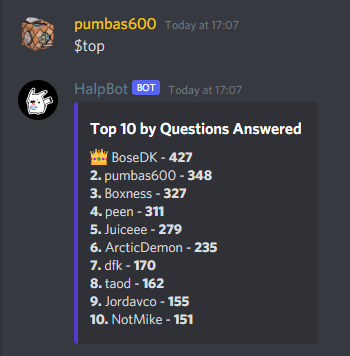 pumbas600 Today at 17:07
$top
HalpBot BOT Today at 17:07
Top 10 by Questions Answered
👑 BoseDK - 427
2. pumbas600 - 348
3. Boxness - 327
4. peen - 311
5. Juiceee - 279
6. ArcticDemon - 235
7. dfk - 170
8. taod - 162
9. Jordavco - 155
10. NotMike - 151